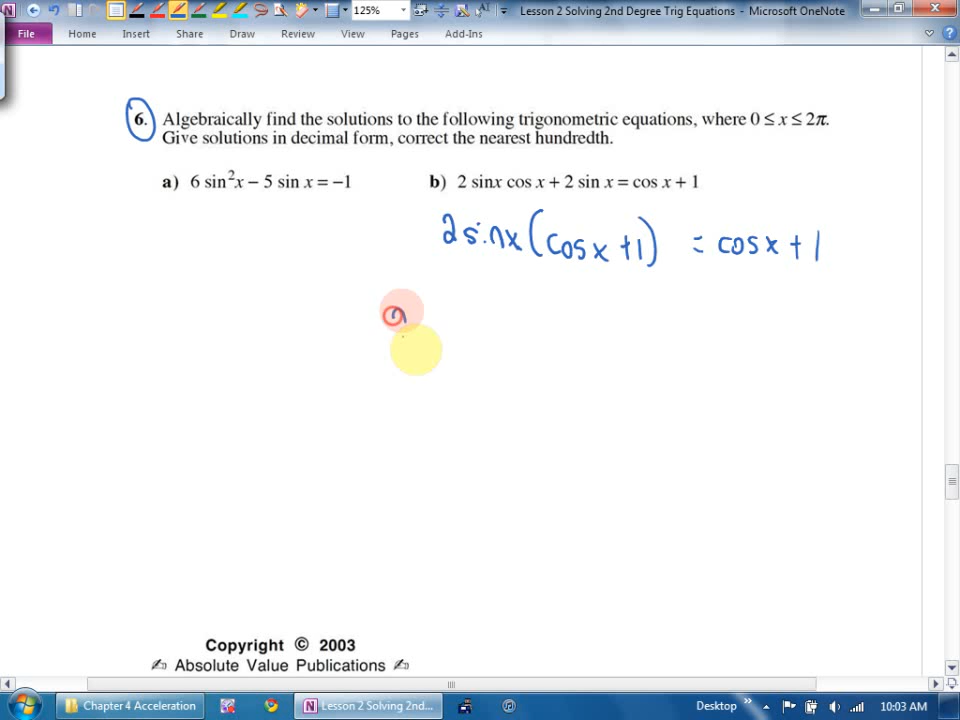 125%
Lesson 2 Solving 2nd Degree Trig Equations - Microsoft OneNote
File Home Insert Share Draw Review View Pages Add-Ins
6. Algebraically find the solutions to the following trigonometric equations, where 0 ≤ x ≤ 2π.
Give solutions in decimal form, correct the nearest hundredth.
a) 6 sin²x – 5 sin x = –1 b) 2 sinx cos x + 2 sin x = cos x + 1
2sinx(cosx+1) = cosx+1
Copyright © 2003
✍ Absolute Value Publications ✍
Chapter 4 Acceleration Lesson 2 Solving 2nd... Desktop » 10:03 AM